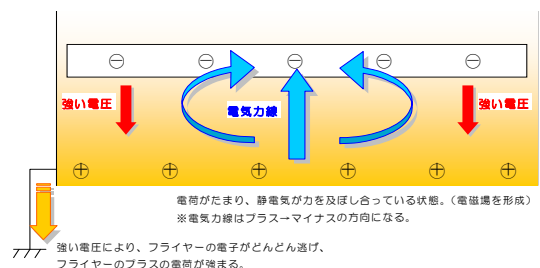 強い電圧
電気力線
強い電圧
電荷がたまり、静電気が力を及ぼし合っている状態。（電磁場を形成）
※電気力線はプラス→マイナスの方向になる。
強い電圧により、フライヤーの電子がどんどん逃げ、
フライヤーのプラスの電荷が強まる。